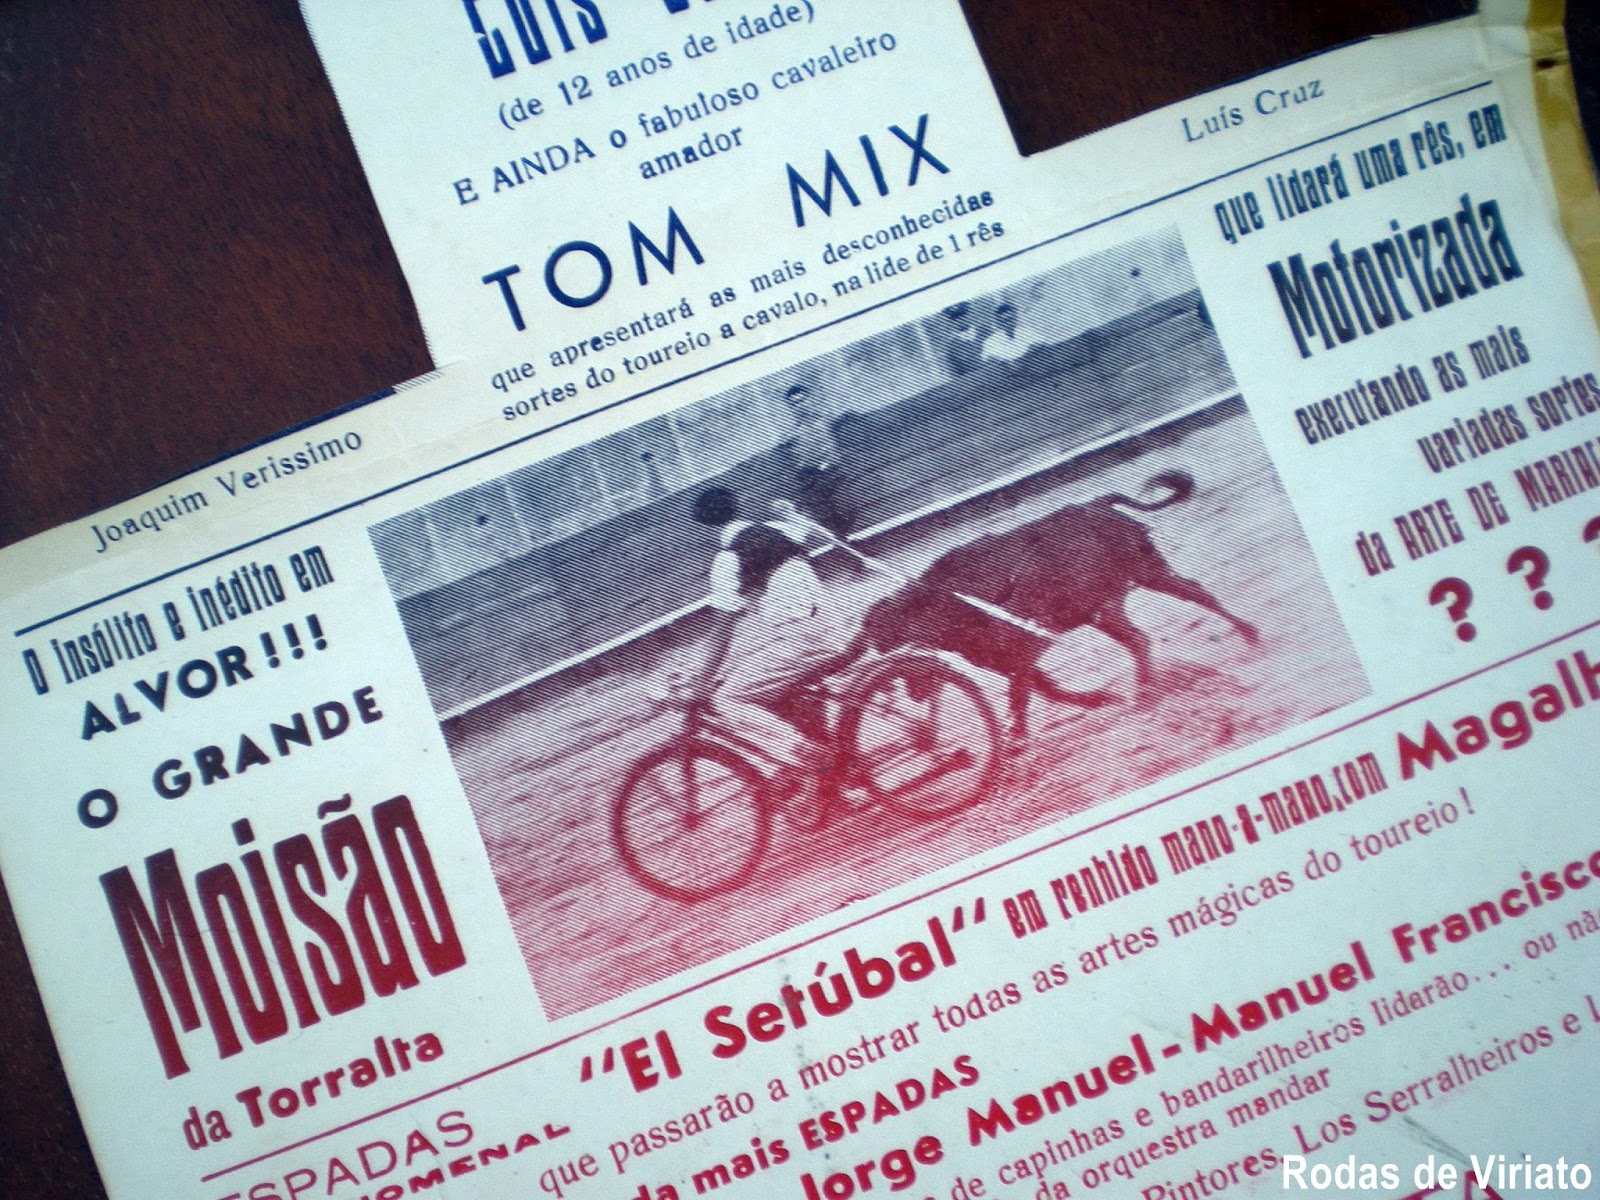 (de 12 anos de idade)
E AINDA o fabuloso cavaleiro
amador
TOM MIX
que apresentará as mais desconhecidas
sortes do toureio a cavalo, na lide de 1 rês
Joaquim Verissimo
Luís Cruz
O insólito e inédito em
ALVOR!!!
O GRANDE
Moisão
da Torralta
que lidará uma rês, em
Motorizada
executando as mais
variadas sortes
da ARTE DE
? ? ?
ESPADAS
"El Setúbal" em renhido mano-a-mano, com
que passarão a mostrar todas as artes mágicas do toureio!
da mais ESPADAS
Jorge Manuel - Manuel Francisco
de capinhas e bandarilheiros lidarão... ou não
da orquestra mandar
Pintores, Los Serralheiros e
Rodas de Viriato